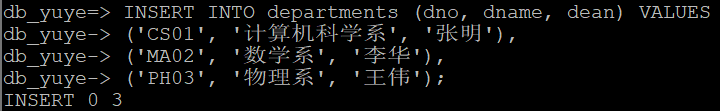 db_yuye=> INSERT INTO departments (dno, dname, dean) VALUES
db_yuye-> ('CS01', '计算机科学系', '张明'),
db_yuye-> ('MA02', '数学系', '李华'),
db_yuye-> ('PH03', '物理系', '王伟');
INSERT 0 3